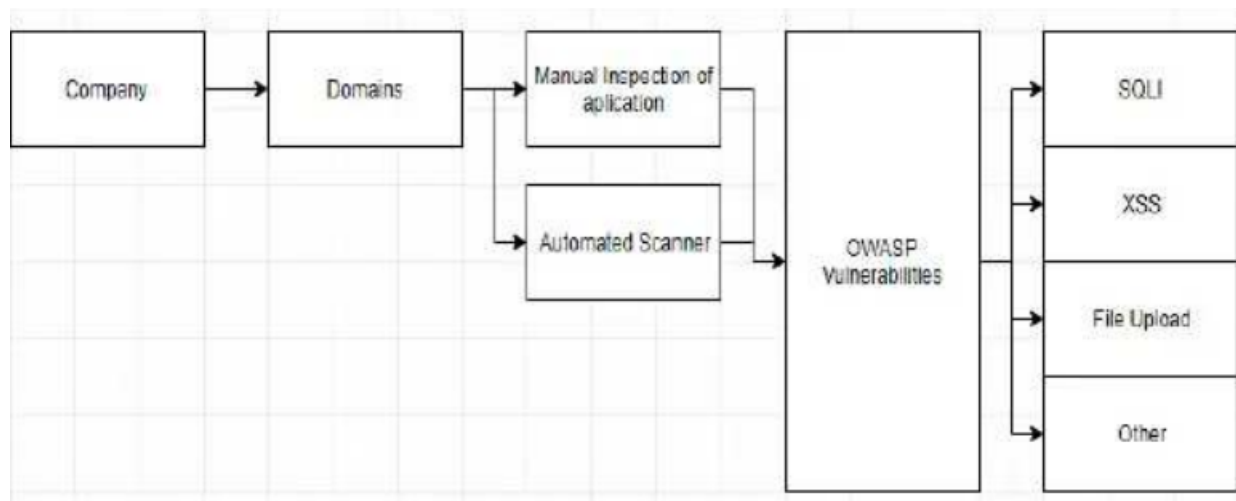 Company
Domains
Manual Inspection of
aplication
Automated Scanner
OWASP
Vulnerabilities
SQLI
XSS
File Upload
Other